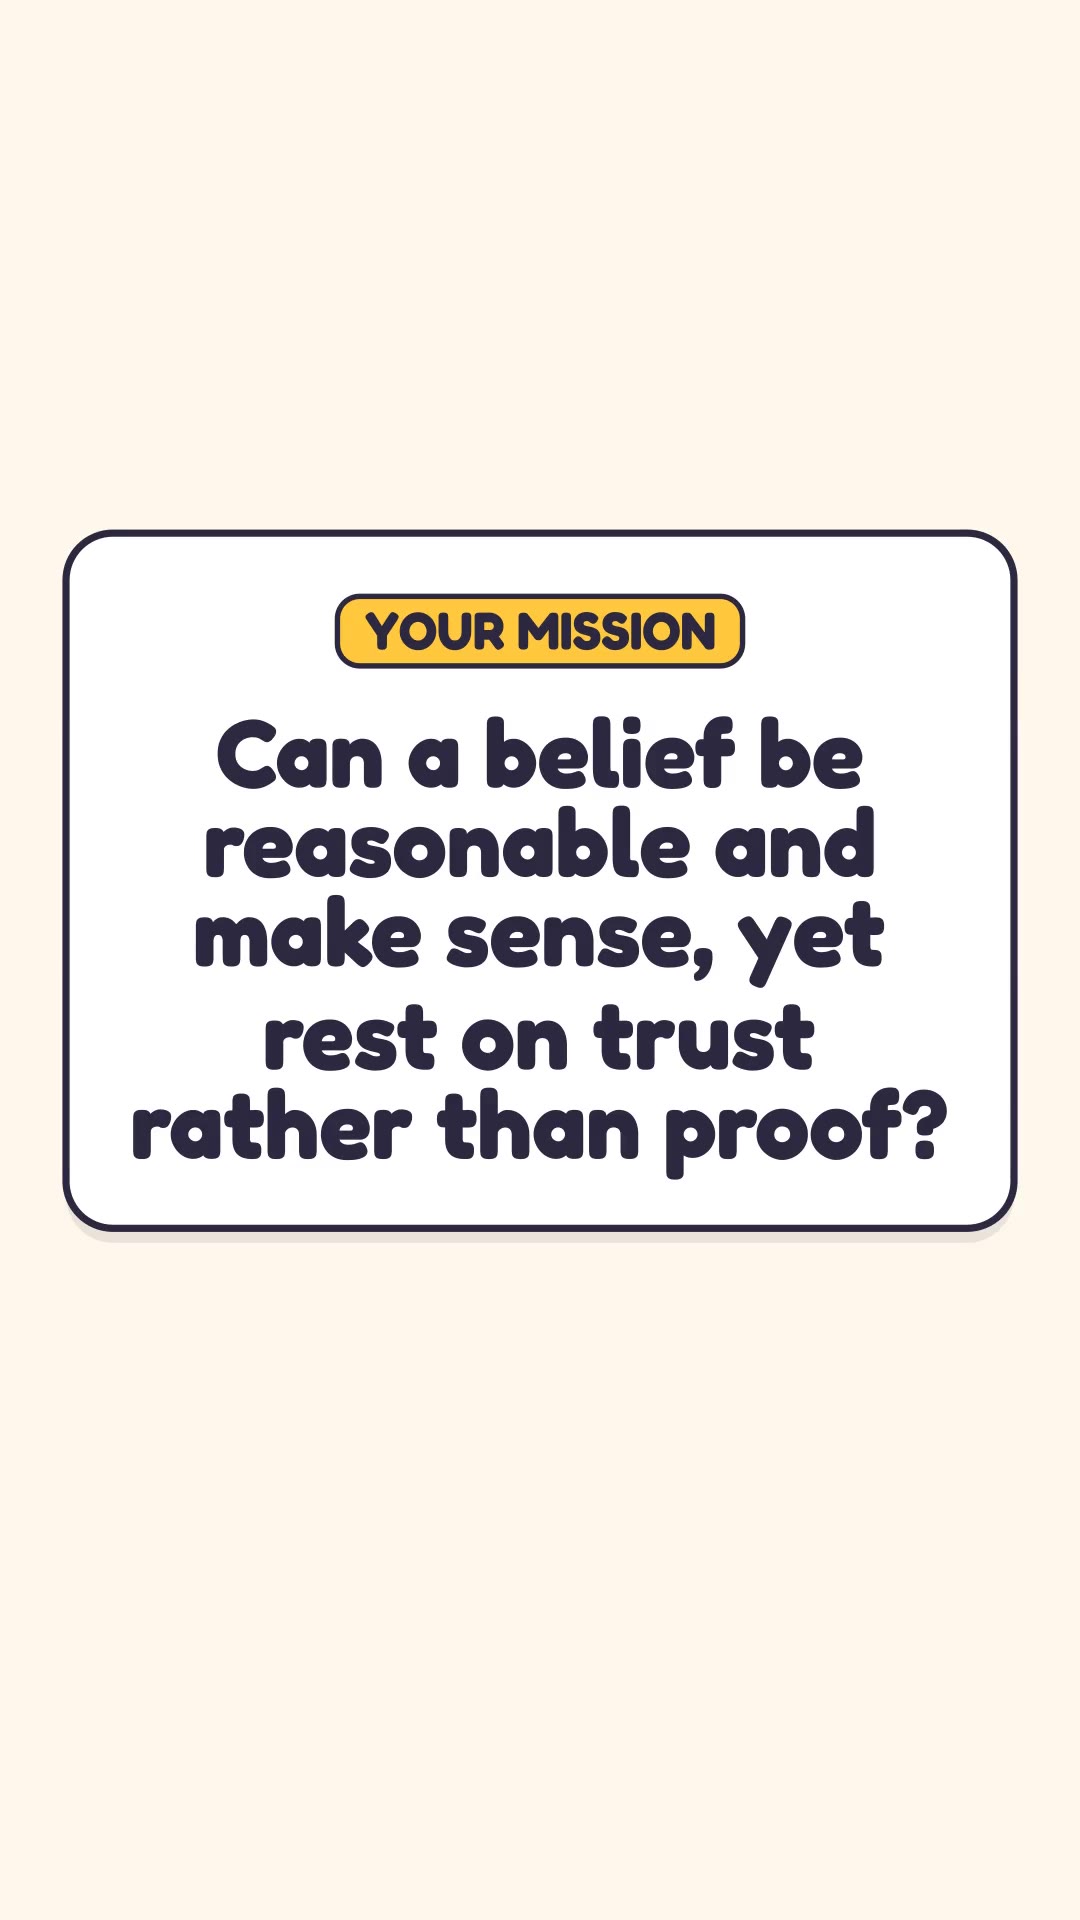 YOUR MISSION
Can a belief be
reasonable and
make sense, yet
rest on trust
rather than proof?